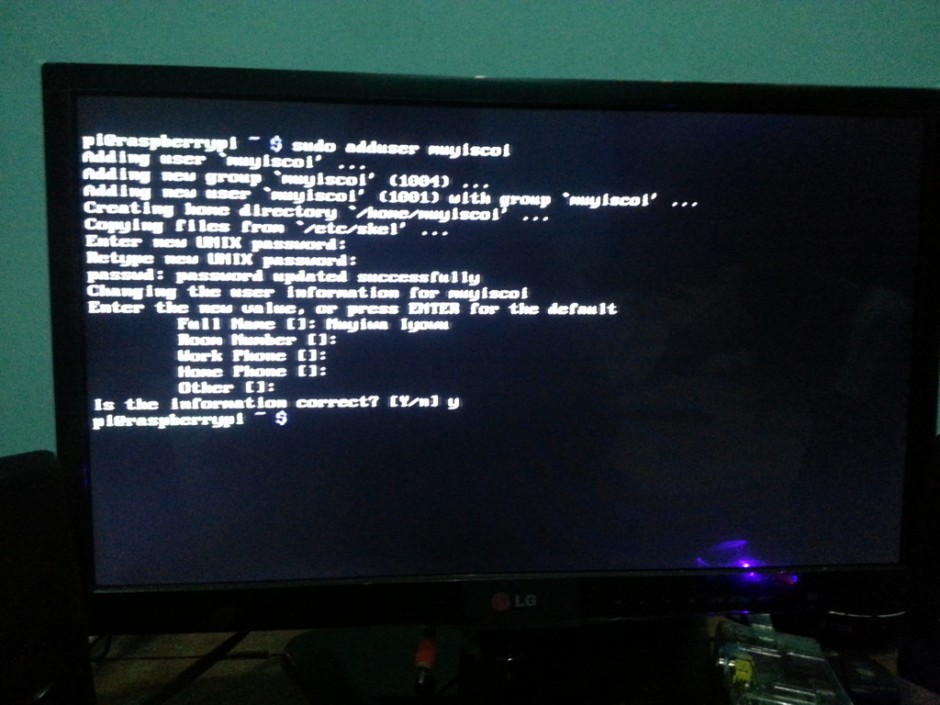 pi@raspberrypi ~ $ sudo adduser muyiscoi
Adding user `muyiscoi' ...
Adding new group `muyiscoi' (1004) ...
Adding new user `muyiscoi' (1001) with group `muyiscoi' ...
Creating home directory `/home/muyiscoi' ...
Copying files from `/etc/skel' ...
Enter new UNIX password:
Retype new UNIX password:
passwd: password updated successfully
Changing the user information for muyiscoi
Enter the new value, or press ENTER for the default
Full Name []: Muyiwa Iyowu
Room Number []:
Work Phone []:
Home Phone []:
Other []:
Is the information correct? [Y/n] y
pi@raspberrypi ~ $
LG